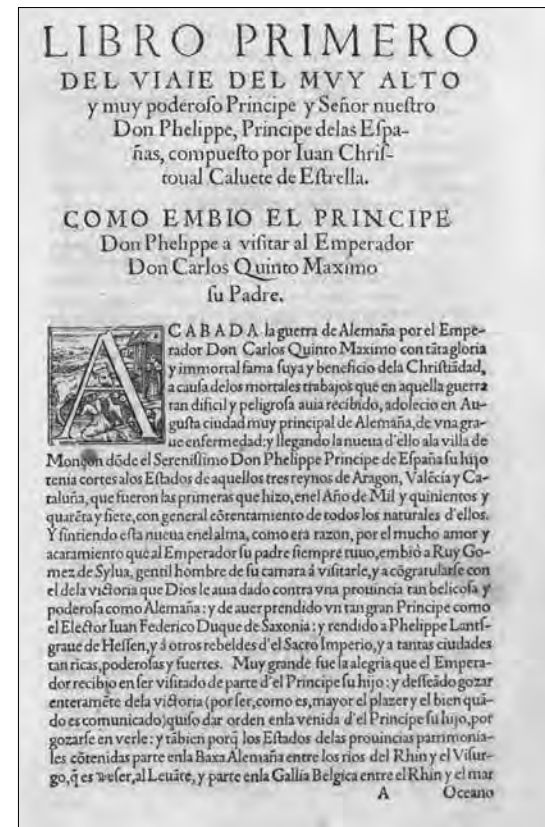 LIBRO PRIMERO
DEL VIAIE DEL MVY ALTO
y muy poderoſo Principe y Señor nueſtro
Don Phelippe, Principe delas Eſpa-
ñas, compueſto por Iuan Chriſ-
toual Caluete de Eſtrella.
COMO EMBIO EL PRINCIPE
Don Phelippe a viſitar al Emperador
Don Carlos Quinto Maximo
ſu Padre.
ACABADA la guerra de Alemaña por el Empe-
rador Don Carlos Quinto Maximo con tãta gloria
y immortal fama ſuya y beneficio dela Chriſtiãdad,
a cauſa delos mortales trabajos que en aquella guerra
tan dificil y peligroſa auia recibido, adolecio en Au-
guſta ciudad muy principal de Alemaña, de vna gra-
ue enfermedad: y llegando la nueua d'ello ala villa de
Monçon dõde el Sereniſſimo Don Phelippe Principe de Eſpaña ſu hijo
tenia cortes alos Eſtados de aquellos tres reynos de Aragon, Valẽcia y Ca-
taluña, que fueron las primeras que hizo, enel Año de Mil y quinientos y
quarẽta y ſiete, con general cõtentamiento de todos los naturales d'ellos.
Y ſintiendo eſta nueua enel alma, como era razon, por el mucho amor y
acatamiento que al Emperador ſu padre ſiempre tuuo, embiò a Ruy Go-
mez de Sylua, gentil hombre de ſu camara á viſitarle, y a cõgratularſe con
el dela victoria que Dios le auia dado contra vna prouincia tan belicoſa y
poderoſa como Alemaña: y de auer prendido vn tan gran Principe como
el Elector Iuan Federico Duque de Saxonia: y rendido a Phelippe Lantſ-
graue de Heſſen, y á otros rebeldes d'el Sacro Imperio, y a tantas ciudades
tan ricas, poderoſas y fuertes. Muy grande fue la alegria que el Empera-
dor recibio en ſer viſitado de parte d'el Principe ſu hijo: y deſſeãdo gozar
enteramẽte dela victoria (por ſer, como es, mayor el plazer y el bien quã-
do es comunicado) quiſo dar orden enla venida d'el Principe ſu hijo, por
gozarſe en verle: y tãbien porq̃ los Eſtados delas prouincias patrimonia-
les cõtenidas parte enla Baxa Alemaña entre los rios del Rhin y el Viſur-
go, q̃ es Weſer, al Leuãte, y parte enla Gallia Belgica entre el Rhin y el mar
A Oceano